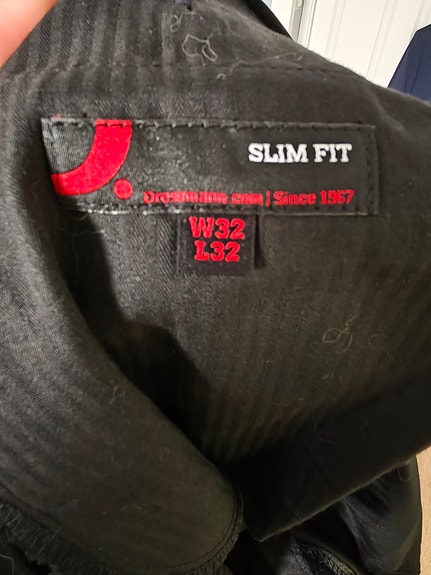 SLIM FIT
Dressmann.com | Since 1967
W32
L32